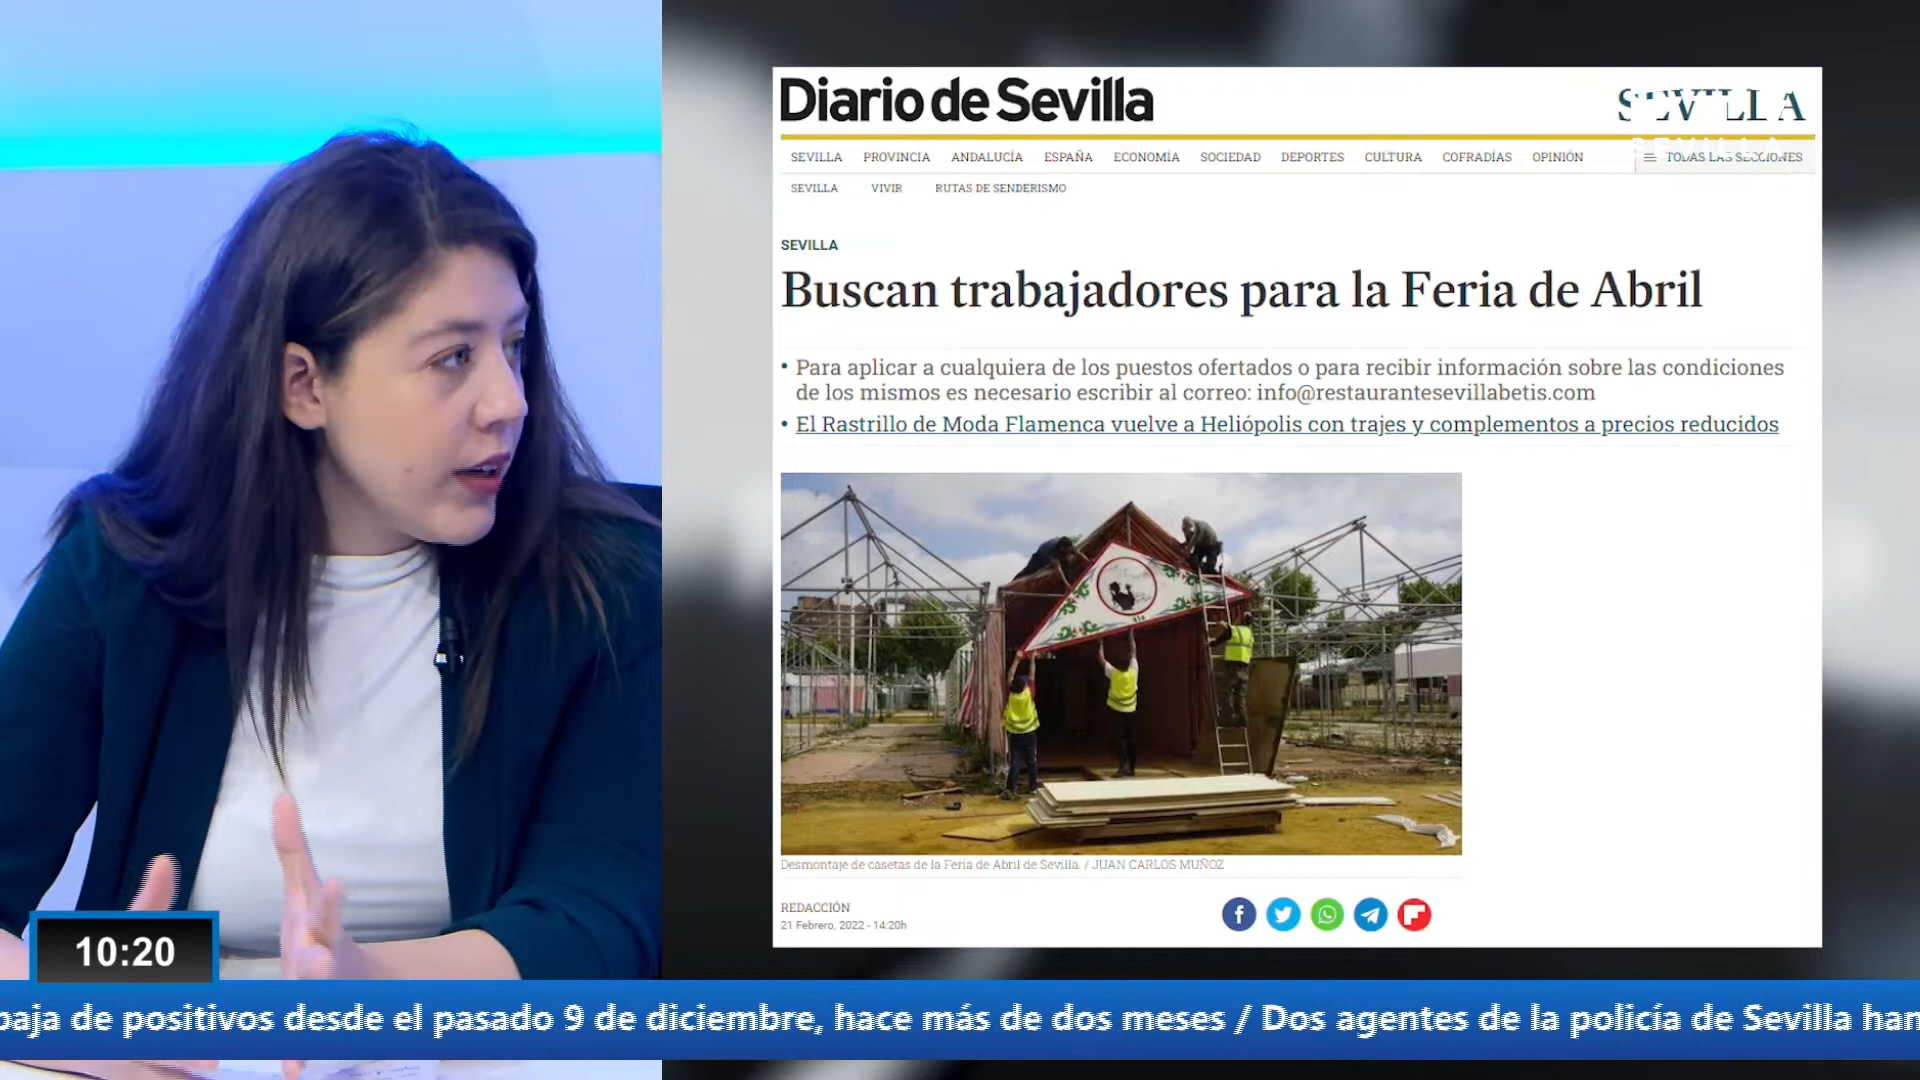 Diario de Sevilla
SEVILLA
SEVILLA
SEVILLA PROVINCIA ANDALUCÍA ESPAÑA ECONOMÍA SOCIEDAD DEPORTES CULTURA COFRADÍAS OPINIÓN TODAS LAS SECCIONES
SEVILLA VIVIR RUTAS DE SENDERISMO
SEVILLA
Buscan trabajadores para la Feria de Abril
• Para aplicar a cualquiera de los puestos ofertados o para recibir información sobre las condiciones
de los mismos es necesario escribir al correo: info@restaurantesevillabetis.com
• El Rastrillo de Moda Flamenca vuelve a Heliópolis con trajes y complementos a precios reducidos
Desmontaje de casetas de la Feria de Abril de Sevilla. / JUAN CARLOS MUÑOZ
REDACCIÓN
21 Febrero, 2022 - 14:20h
10:20
baja de positivos desde el pasado 9 de diciembre, hace más de dos meses / Dos agentes de la policía de Sevilla han